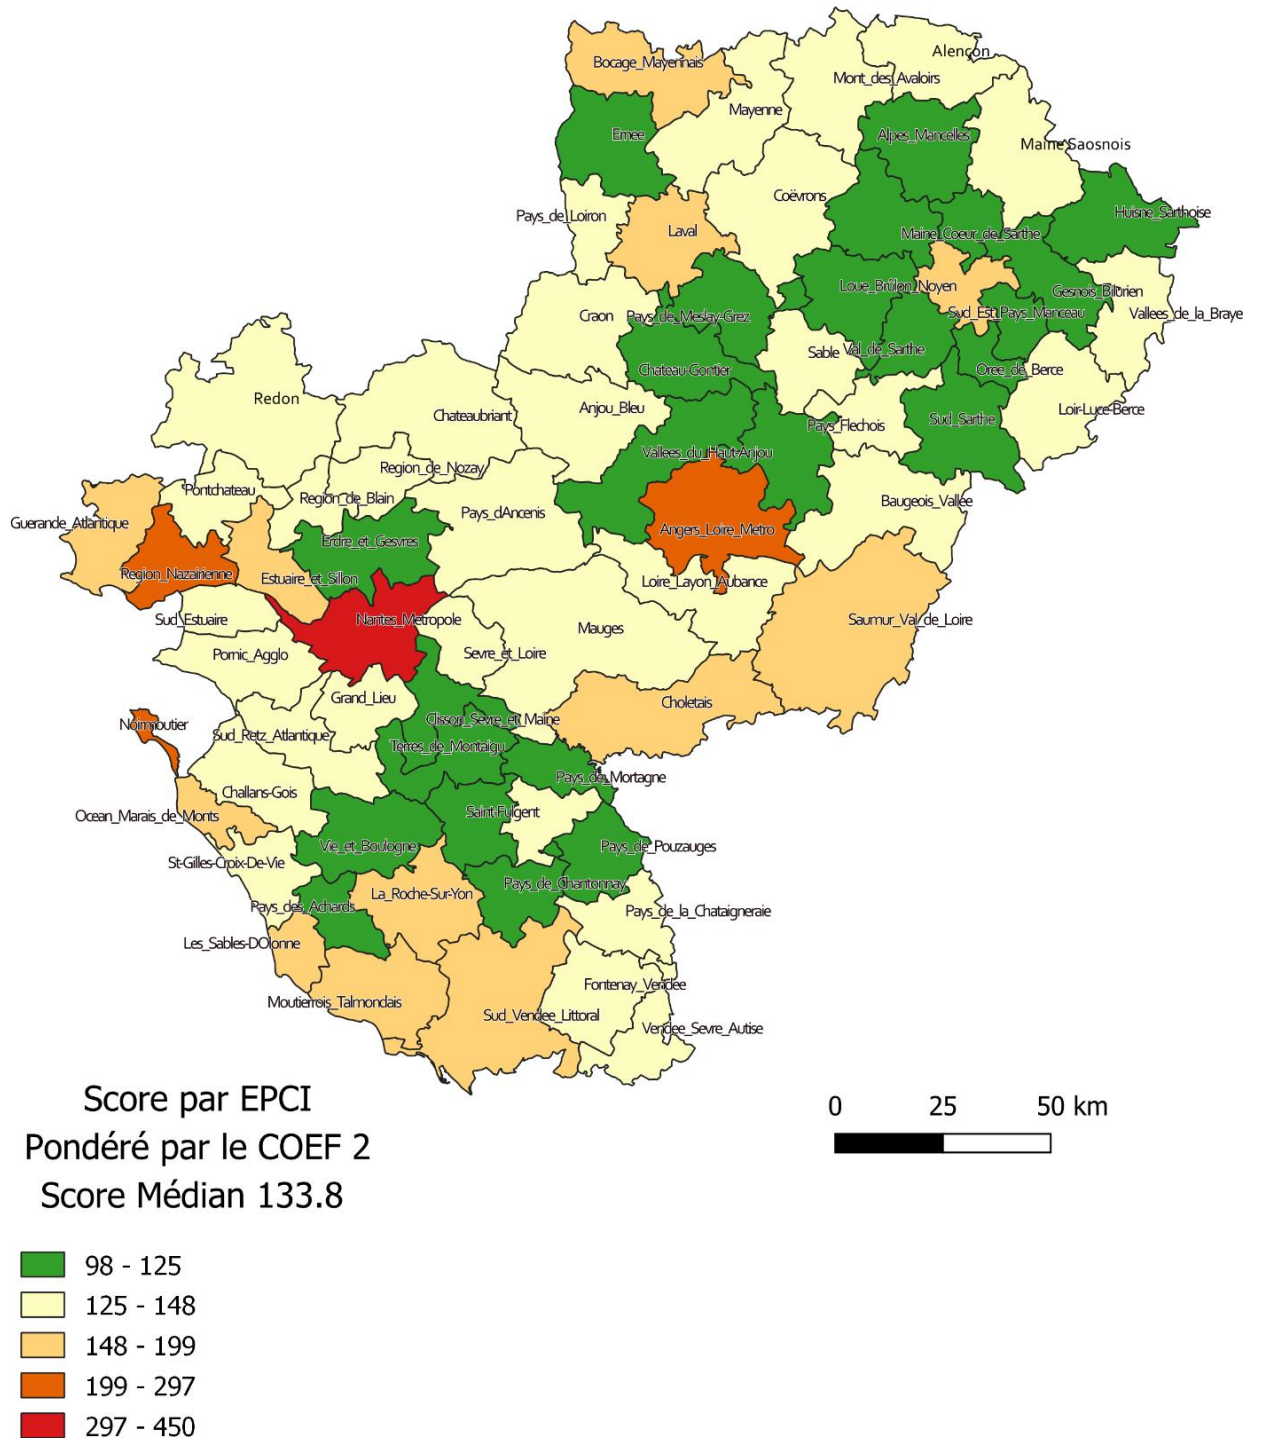 Bocage_Mayennais
Alençon
Mont_des_Avaloirs
Mayenne
Ernee
Alpes_Mancelles
Maine Saosnois
Coëvrons
Pays_de_Loiron
Huisne_Sarthoise
Laval
Maine_Coeur_de_Sarthe
Loue_Brûlon_Noyen
Gesnois_Bilurien
Craon
Pays_de_Meslay-Grez
Sud_Est_Pays_Manceau
Vallees_de_la_Braye
Sable
Val_de_Sarthe
Chateau-Gontier
Oree_de_Berce
Redon
Chateaubriant
Anjou_Bleu
Loir-Luce-Berce
Pays_Flechois
Sud_Sarthe
Vallees_du_Haut-Anjou
Region_de_Nozay
Pontchateau
Region_de_Blain
Baugeois_Vallée
Pays_dAncenis
Guerande_Atlantique
Angers_Loire_Metro
Erdre_et_Gesvres
Region_Nazairienne
Estuaire_et_Sillon
Loire_Layon_Aubance
Sud_Estuaire
Nantes_Metropole
Mauges
Saumur_Val_de_Loire
Pornic_Agglo
Sevre_et_Loire
Grand_Lieu
Choletais
Noirmoutier
Clisson_Sevre_et_Maine
Sud_Retz_Atlantique
Terres_de_Montaigu
Pays_de_Mortagne
Challans-Gois
Ocean_Marais_de_Monts
Saint-Fulgent
Vie_et_Boulogne
Pays_de_Pouzauges
St-Gilles-Croix-De-Vie
Pays_de_Chantonnay
La_Roche-Sur-Yon
Pays_des_Achards
Pays_de_la_Chataigneraie
Les_Sables-DOlonne
Fontenay_Vendee
Moutierrois_Talmondais
Sud_Vendee_Littoral
Vendee_Sevre_Autise
Score par EPCI
Pondéré par le COEF 2
Score Médian 133.8
0 25 50 km
98 - 125
125 - 148
148 - 199
199 - 297
297 - 450